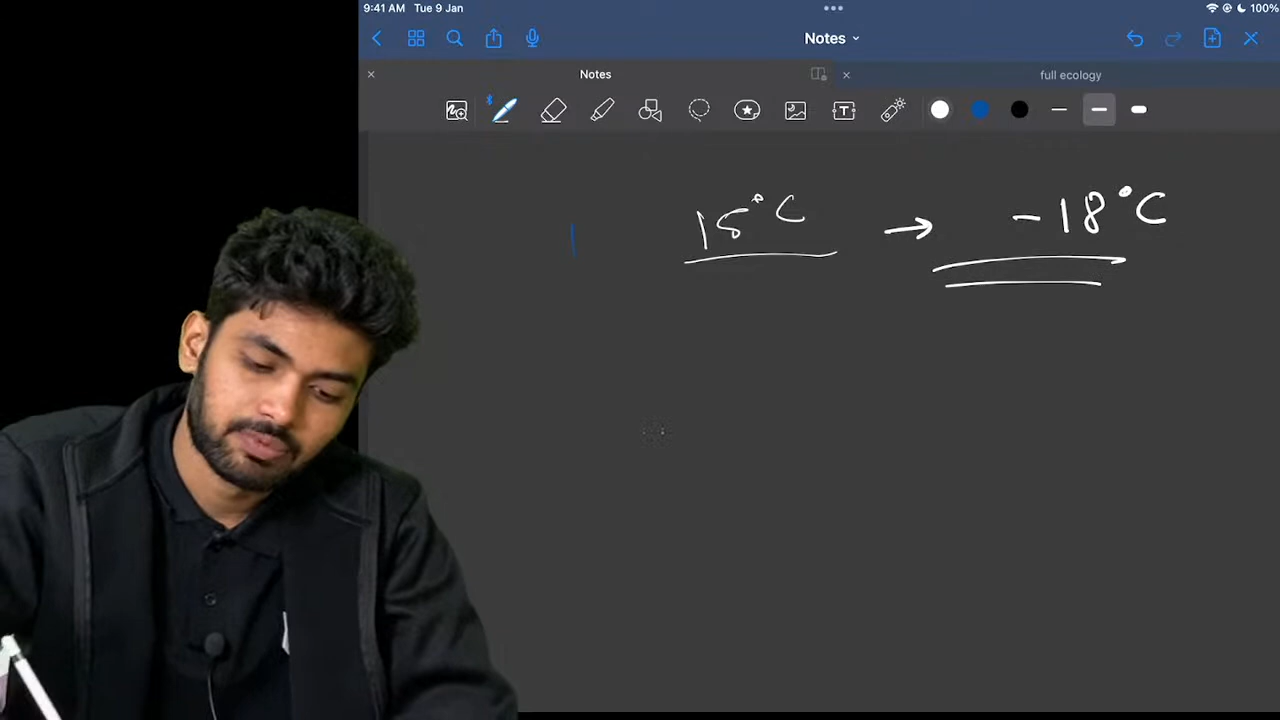 9:41 AM Tue 9 Jan
100%
Notes
Notes
full ecology
15°C → -18°C